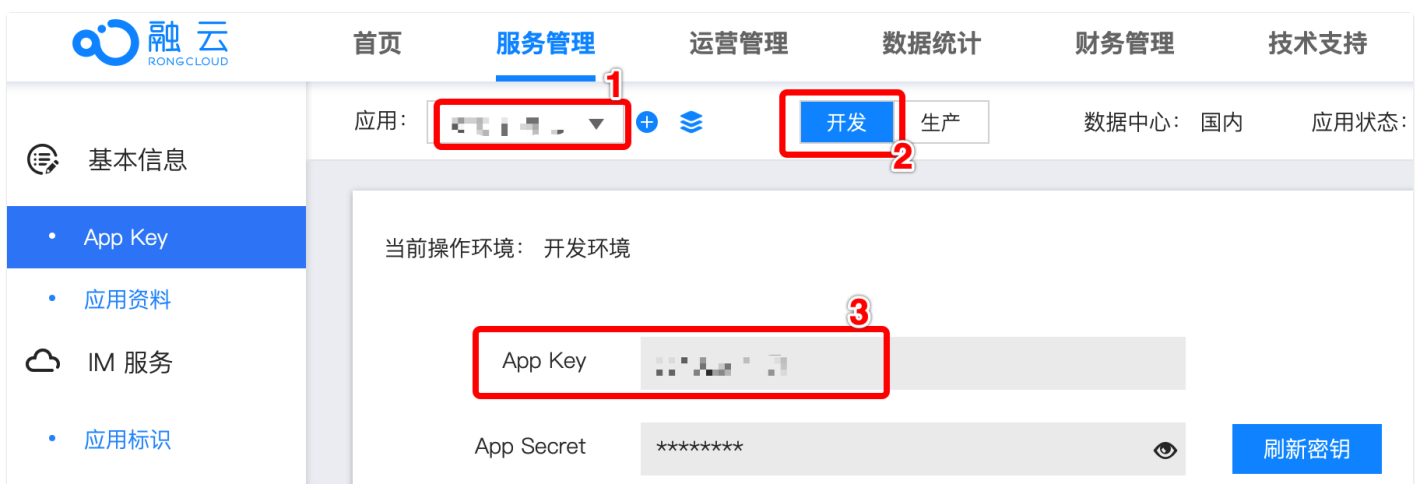 融云
RONGCLOUD
首页 服务管理 运营管理 数据统计 财务管理 技术支持
1
应用： 开发 生产 数据中心： 国内 应用状态：
2
基本信息
• App Key
当前操作环境： 开发环境
• 应用资料
3
App Key
IM 服务
• 应用标识
App Secret ******** 刷新密钥